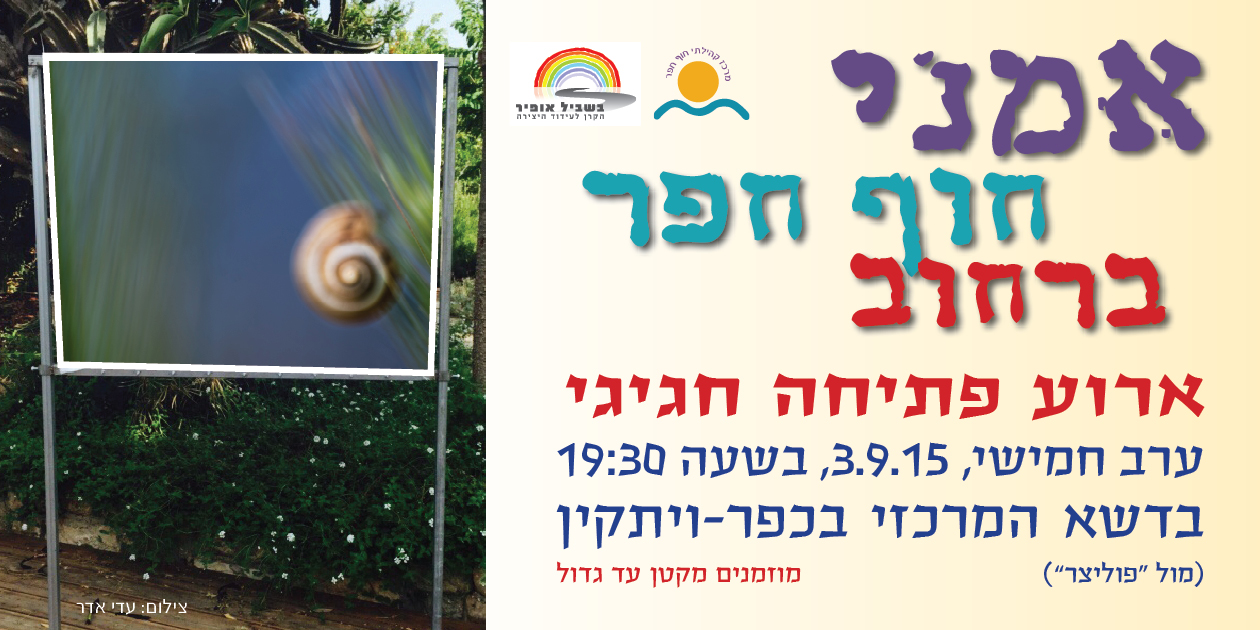 אמני
חוף חפר
ברחוב
מרכז קהילתי חוף חפר
בשביל אופיר
הקרן לעידוד היצירה
ארוע פתיחה חגיגי
ערב חמישי, 3.9.15, בשעה 19:30
בדשא המרכזי בכפר-ויתקין
(מול "פוליצר") מוזמנים מקטן עד גדול
צילום: עדי אדר